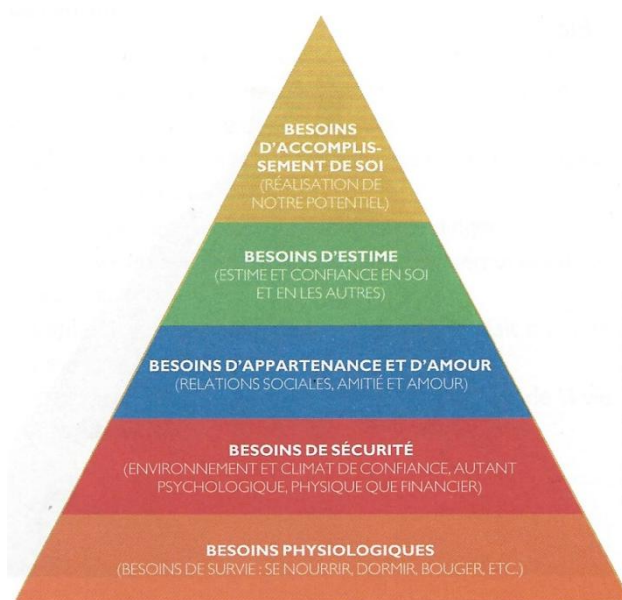 BESOINS
D'ACCOMPLIS-
SEMENT DE SOI
(RÉALISATION DE
NOTRE POTENTIEL)
BESOINS D'ESTIME
(ESTIME ET CONFIANCE EN SOI
ET EN LES AUTRES)
BESOINS D'APPARTENANCE ET D'AMOUR
(RELATIONS SOCIALES, AMITIÉ ET AMOUR)
BESOINS DE SÉCURITÉ
(ENVIRONNEMENT ET CLIMAT DE CONFIANCE, AUTANT
PSYCHOLOGIQUE, PHYSIQUE QUE FINANCIER)
BESOINS PHYSIOLOGIQUES
(BESOINS DE SURVIE : SE NOURRIR, DORMIR, BOUGER, ETC.)